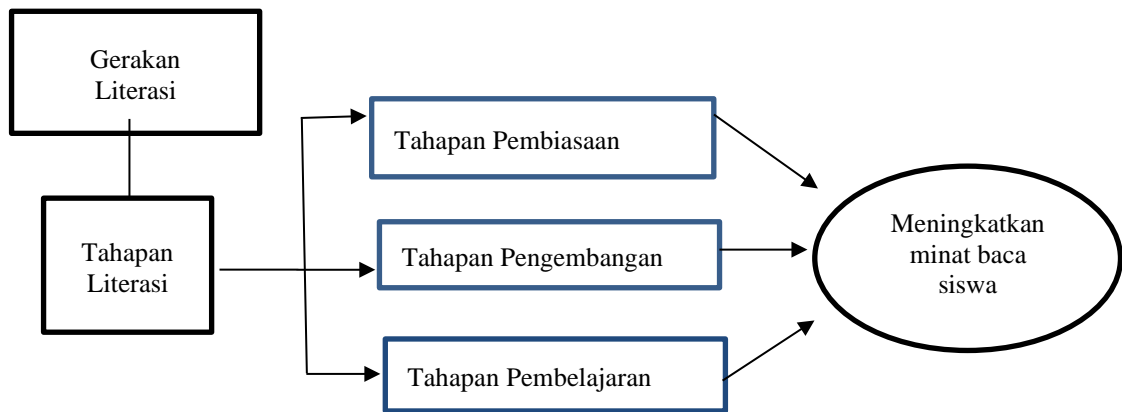 Gerakan
Literasi
Tahapan
Literasi
Tahapan Pembiasaan
Tahapan Pengembangan
Tahapan Pembelajaran
Meningkatkan
minat baca
siswa